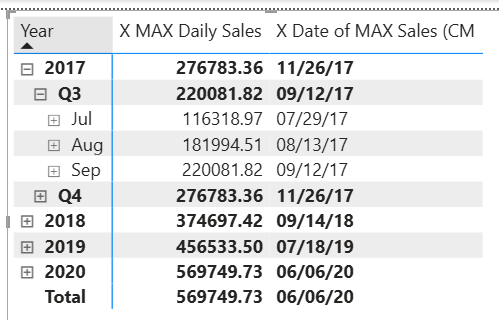 Year X MAX Daily Sales X Date of MAX Sales (CM
2017 276783.36 11/26/17
Q3 220081.82 09/12/17
Jul 116318.97 07/29/17
Aug 181994.51 08/13/17
Sep 220081.82 09/12/17
Q4 276783.36 11/26/17
2018 374697.42 09/14/18
2019 456533.50 07/18/19
2020 569749.73 06/06/20
Total 569749.73 06/06/20